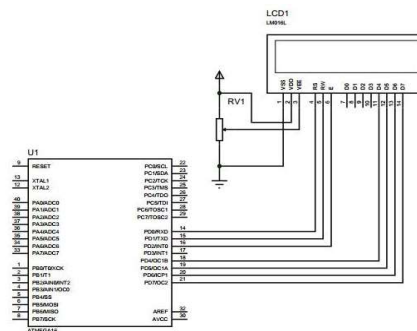 LCD1
LM016L
VSS
VDD
VEE
RS
RW
E
D0
D1
D2
D3
D4
D5
D6
D7
1
2
3
4
5
6
7
8
9
10
11
12
13
14
RV1
U1
9 RESET
13 XTAL1
12 XTAL2
40 PA0/ADC0
39 PA1/ADC1
38 PA2/ADC2
37 PA3/ADC3
36 PA4/ADC4
35 PA5/ADC5
34 PA6/ADC6
33 PA7/ADC7
1 PB0/T0/XCK
2 PB1/T1
3 PB2/AIN0/INT2
4 PB3/AIN1/OC0
5 PB4/SS
6 PB5/MOSI
7 PB6/MISO
8 PB7/SCK
PC0/SCL 22
PC1/SDA 23
PC2/TCK 24
PC3/TMS 25
PC4/TDO 26
PC5/TDI 27
PC6/TOSC1 28
PC7/TOSC2 29
PD0/RXD 14
PD1/TXD 15
PD2/INT0 16
PD3/INT1 17
PD4/OC1B 18
PD5/OC1A 19
PD6/ICP1 20
PD7/OC2 21
AREF 32
AVCC 30
ATMEGA16